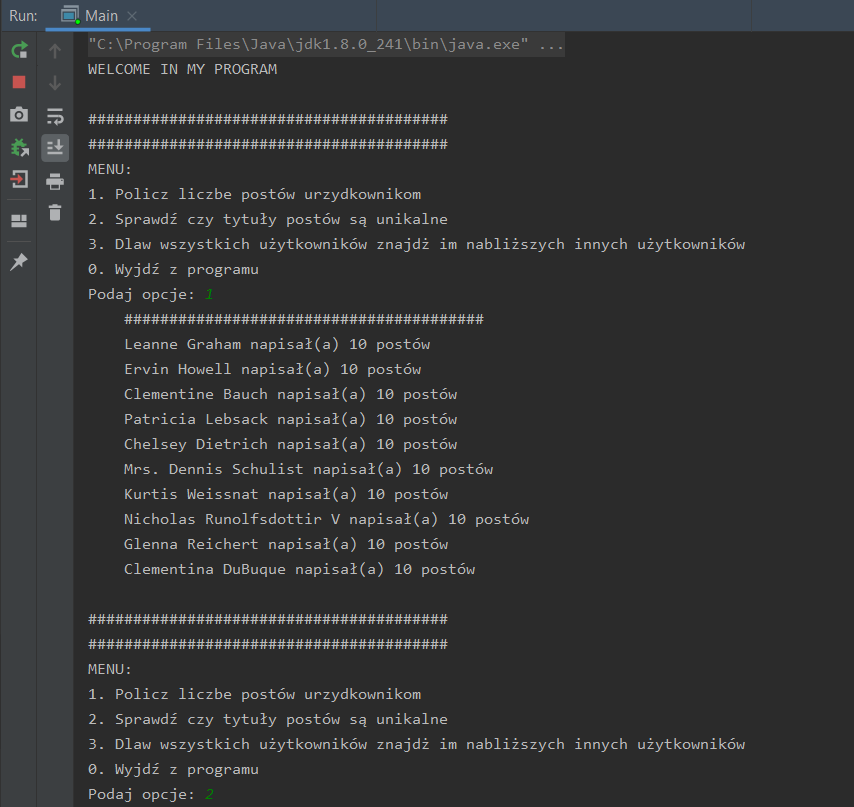 Run: Main
"C:\Program Files\Java\jdk1.8.0_241\bin\java.exe" ...
WELCOME IN MY PROGRAM
########################################
########################################
MENU:
1. Policz liczbe postów urzydkownikom
2. Sprawdź czy tytuły postów są unikalne
3. Dlaw wszystkich użytkowników znajdż im nabliższych innych użytkowników
0. Wyjdź z programu
Podaj opcje: 1
########################################
Leanne Graham napisał(a) 10 postów
Ervin Howell napisał(a) 10 postów
Clementine Bauch napisał(a) 10 postów
Patricia Lebsack napisał(a) 10 postów
Chelsey Dietrich napisał(a) 10 postów
Mrs. Dennis Schulist napisał(a) 10 postów
Kurtis Weissnat napisał(a) 10 postów
Nicholas Runolfsdottir V napisał(a) 10 postów
Glenna Reichert napisał(a) 10 postów
Clementina DuBuque napisał(a) 10 postów
########################################
########################################
MENU:
1. Policz liczbe postów urzydkownikom
2. Sprawdź czy tytuły postów są unikalne
3. Dlaw wszystkich użytkowników znajdż im nabliższych innych użytkowników
0. Wyjdź z programu
Podaj opcje: 2